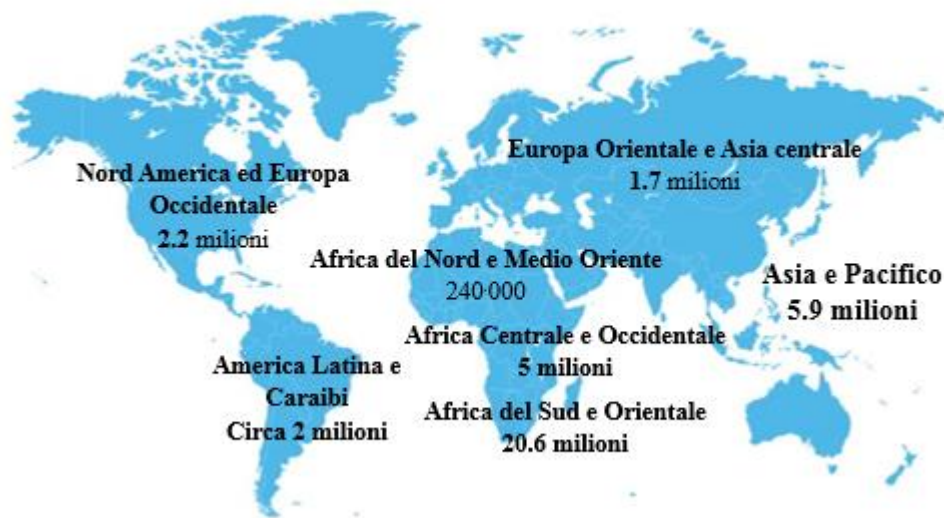 Europa Orientale e Asia centrale
1.7 milioni
Nord America ed Europa
Occidentale
2.2 milioni
Africa del Nord e Medio Oriente
240·000
Asia e Pacifico
5.9 milioni
Africa Centrale e Occidentale
5 milioni
America Latina e
Caraibi
Circa 2 milioni
Africa del Sud e Orientale
20.6 milioni